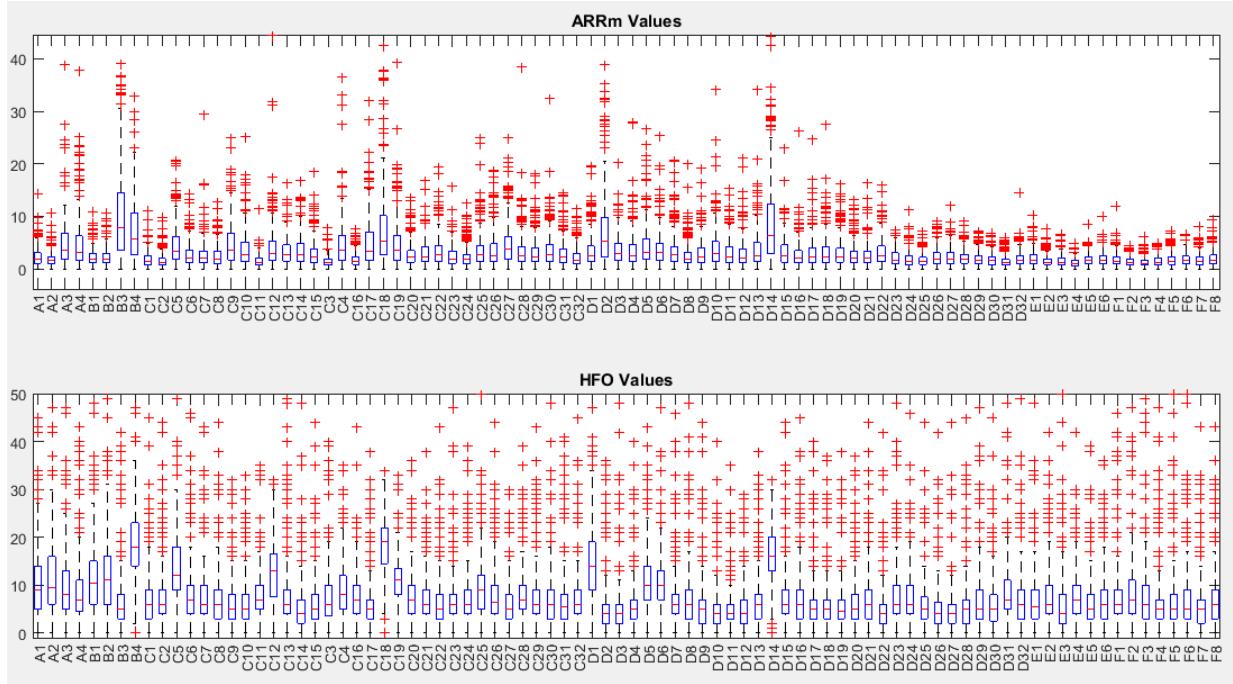 ARRm Values
40
30
20
10
0
A1 A2 A3 A4 B1 B2 B3 B4 C1 C2 C5 C6 C7 C8 C9 C10 C11 C12 C13 C14 C15 C3 C4 C16 C17 C18 C19 C20 C21 C22 C23 C24 C25 C26 C27 C28 C29 C30 C31 C32 D1 D2 D3 D4 D5 D6 D7 D8 D9 D10 D11 D12 D13 D14 D15 D16 D17 D18 D19 D20 D21 D22 D23 D24 D25 D26 D27 D28 D29 D30 D31 D32 E1 E2 E3 E4 E5 E6 F1 F2 F3 F4 F5 F6 F7 F8
HFO Values
50
40
30
20
10
0
A1 A2 A3 A4 B1 B2 B3 B4 C1 C2 C5 C6 C7 C8 C9 C10 C11 C12 C13 C14 C15 C3 C4 C16 C17 C18 C19 C20 C21 C22 C23 C24 C25 C26 C27 C28 C29 C30 C31 C32 D1 D2 D3 D4 D5 D6 D7 D8 D9 D10 D11 D12 D13 D14 D15 D16 D17 D18 D19 D20 D21 D22 D23 D24 D25 D26 D27 D28 D29 D30 D31 D32 E1 E2 E3 E4 E5 E6 F1 F2 F3 F4 F5 F6 F7 F8